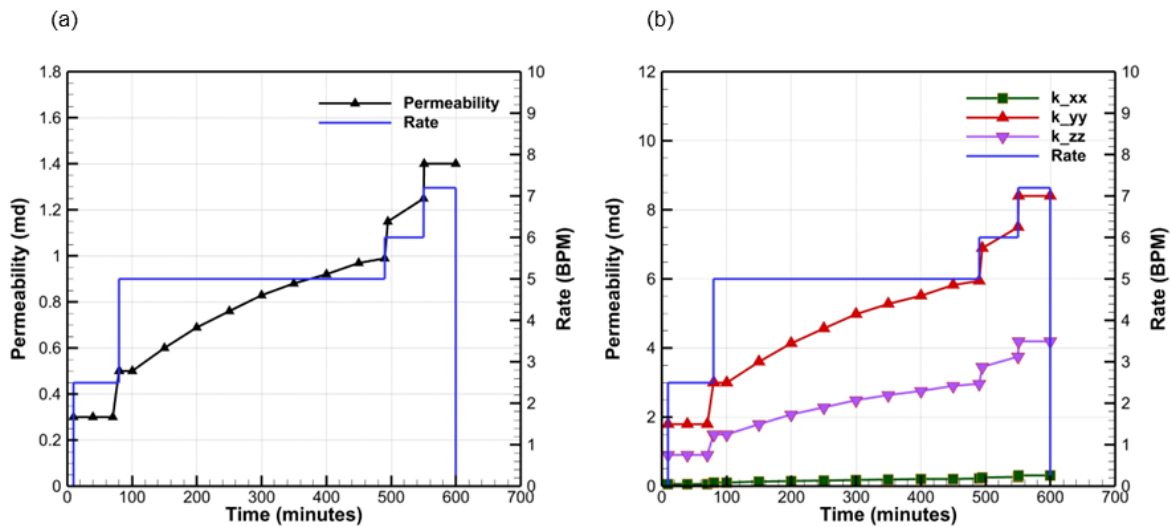 (a)
(b)
1.8
1.6
1.4
1.2
1
0.8
0.6
0.4
0.2
0
Permeability (md)
Permeability
Rate
10
9
8
7
6
5
4
3
2
1
0
Rate (BPM)
0 100 200 300 400 500 600 700
Time (minutes)
12
10
8
6
4
2
0
Permeability (md)
k_xx
k_yy
k_zz
Rate
10
9
8
7
6
5
4
3
2
1
0
Rate (BPM)
100 200 300 400 500 600 700
Time (minutes)